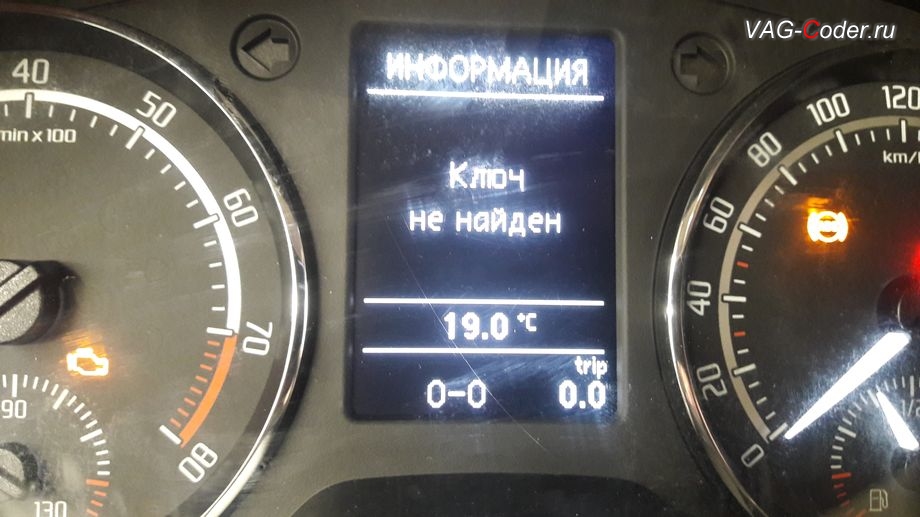 VAG-Coder.ru
ИНФОРМАЦИЯ
Ключ
не найден
19.0 °C
trip
0-0 0.0
40
50
60
70
80
min x 100
90
130
0
20
40
60
80
100
120
km/